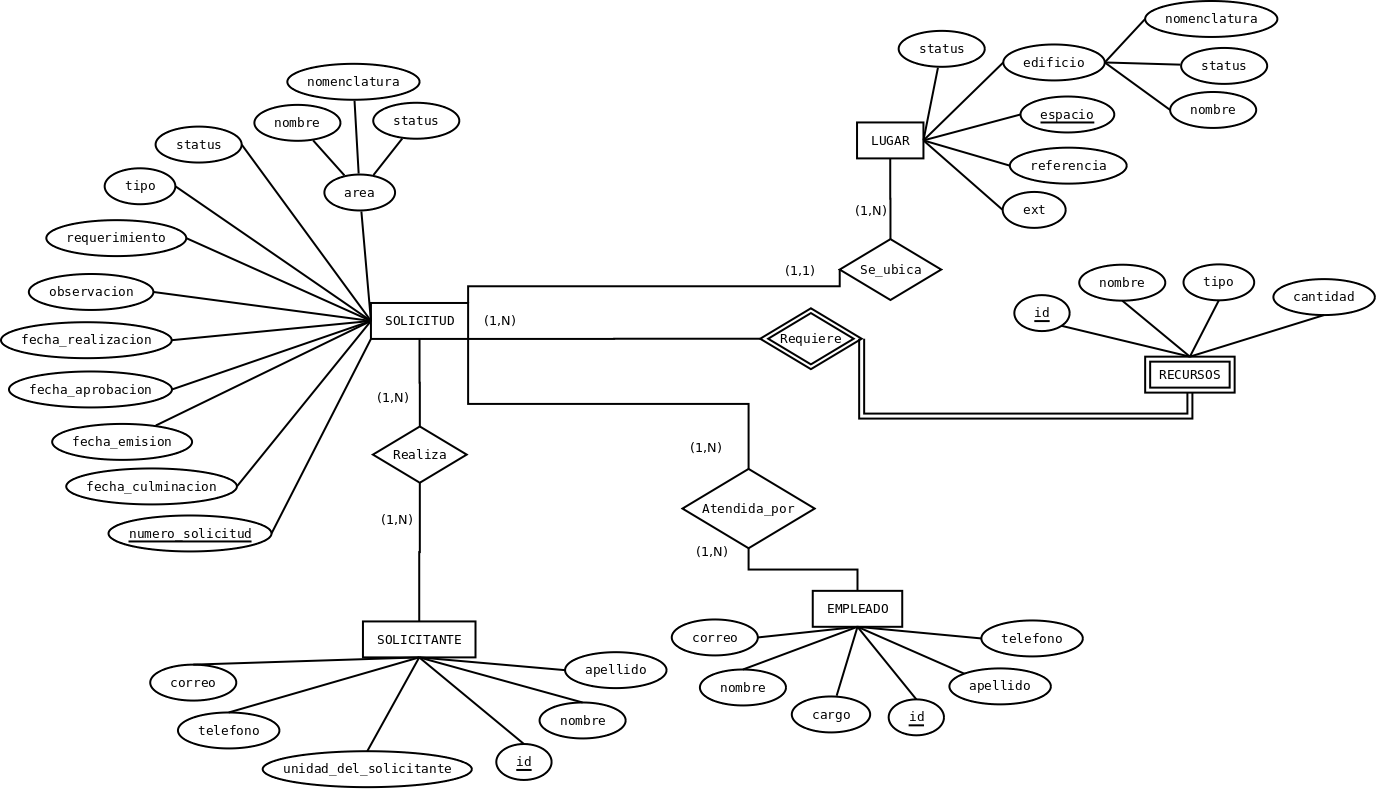 nomenclatura
status
edificio
nomenclatura
status
nombre
nombre
status
espacio
status
LUGAR
tipo
area
referencia
(1,N)
ext
requerimiento
Se_ubica
(1,1)
observacion
nombre
tipo
id
cantidad
SOLICITUD
(1,N)
fecha_realizacion
Requiere
RECURSOS
fecha_aprobacion
(1,N)
fecha_emision
Realiza
(1,N)
fecha_culminacion
Atendida_por
numero_solicitud
(1,N)
(1,N)
EMPLEADO
SOLICITANTE
correo
telefono
apellido
correo
nombre
apellido
cargo
id
nombre
telefono
id
unidad_del_solicitante